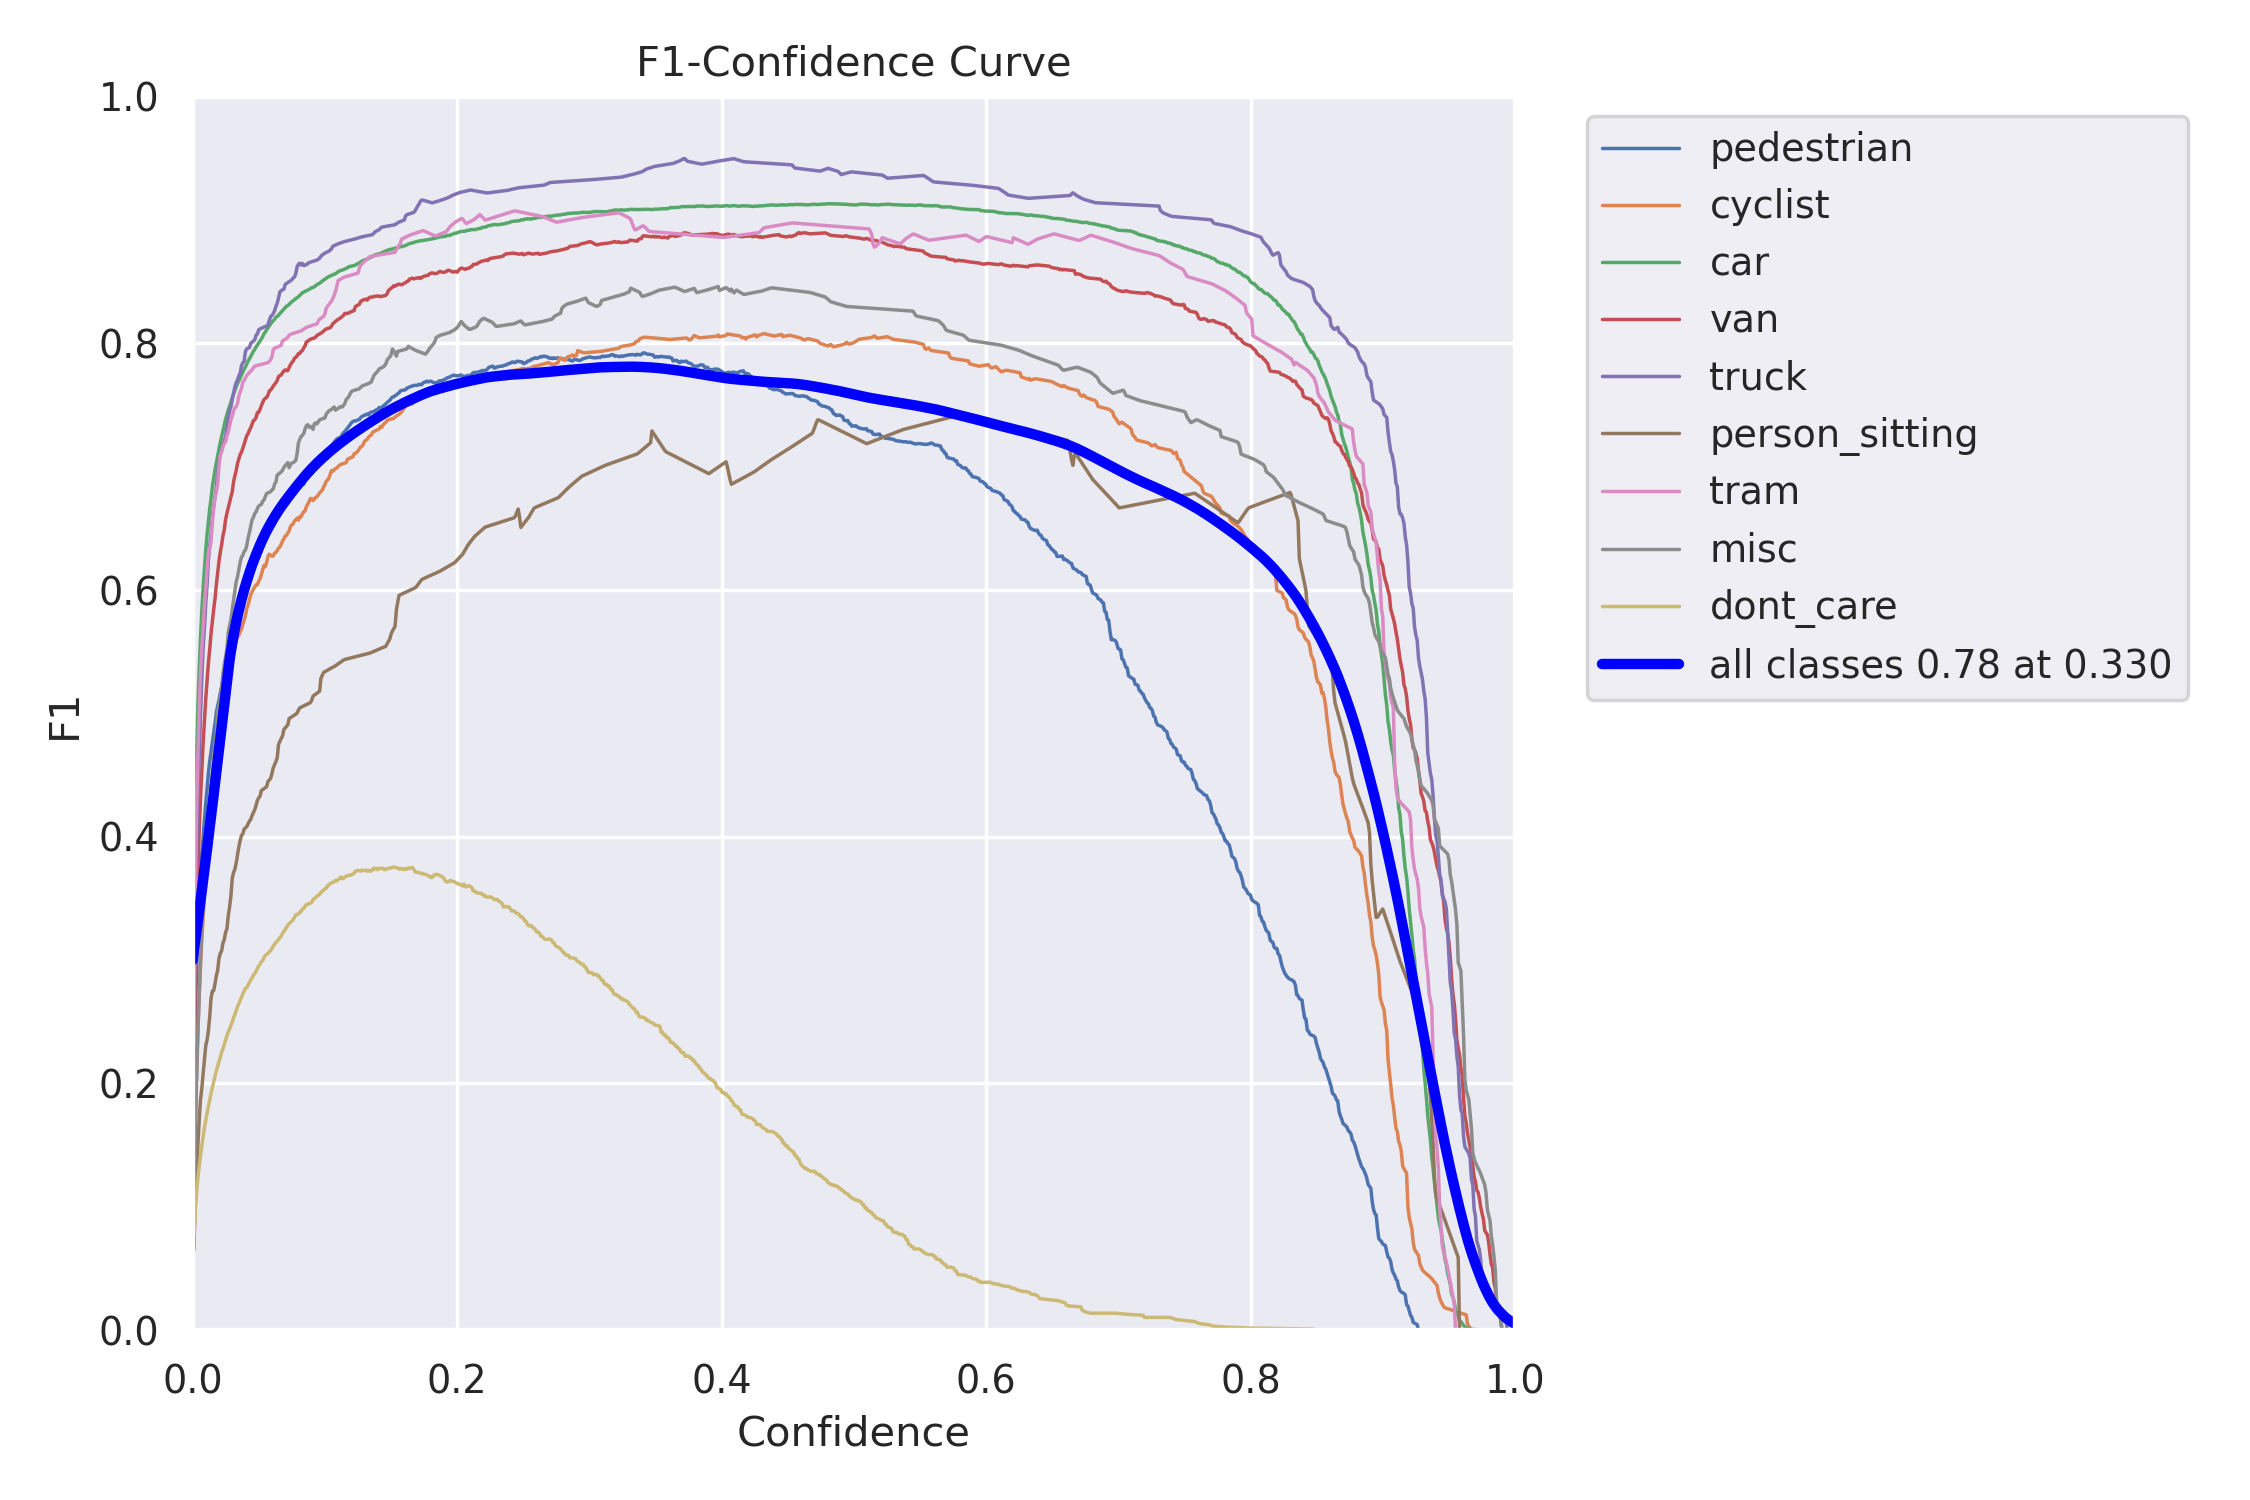 F1-Confidence Curve
1.0
0.8
0.6
0.4
0.2
0.0
F1
0.0 0.2 0.4 0.6 0.8 1.0
Confidence
pedestrian
cyclist
car
van
truck
person_sitting
tram
misc
dont_care
all classes 0.78 at 0.330